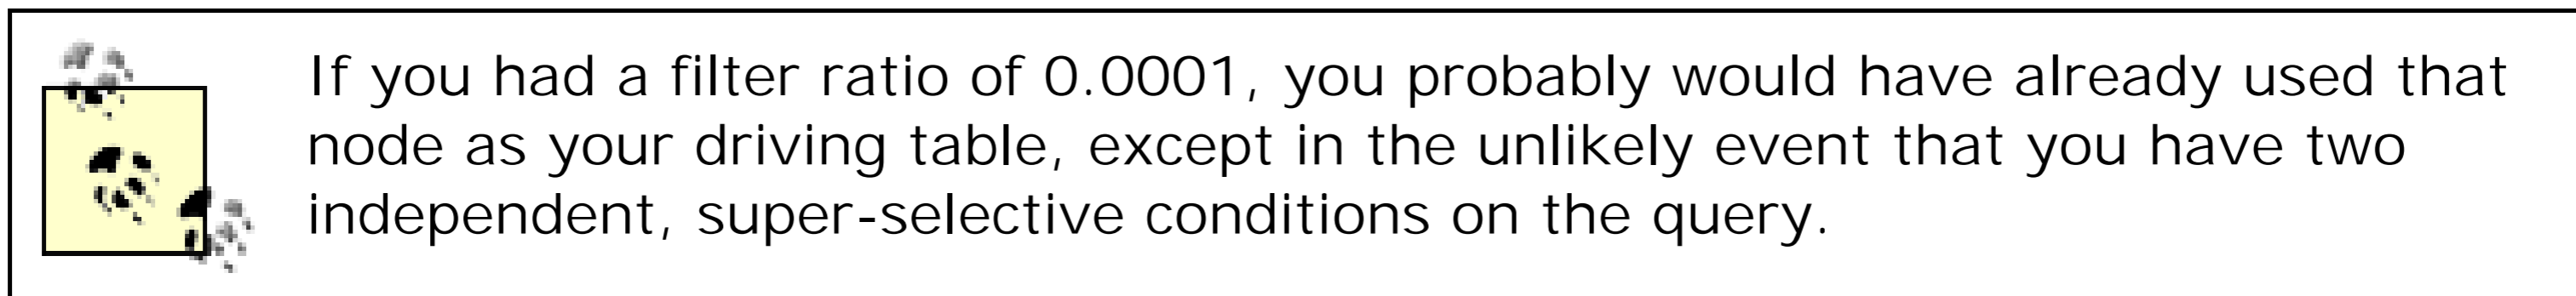 If you had a filter ratio of 0.0001, you probably would have already used that
node as your driving table, except in the unlikely event that you have two
independent, super-selective conditions on the query.